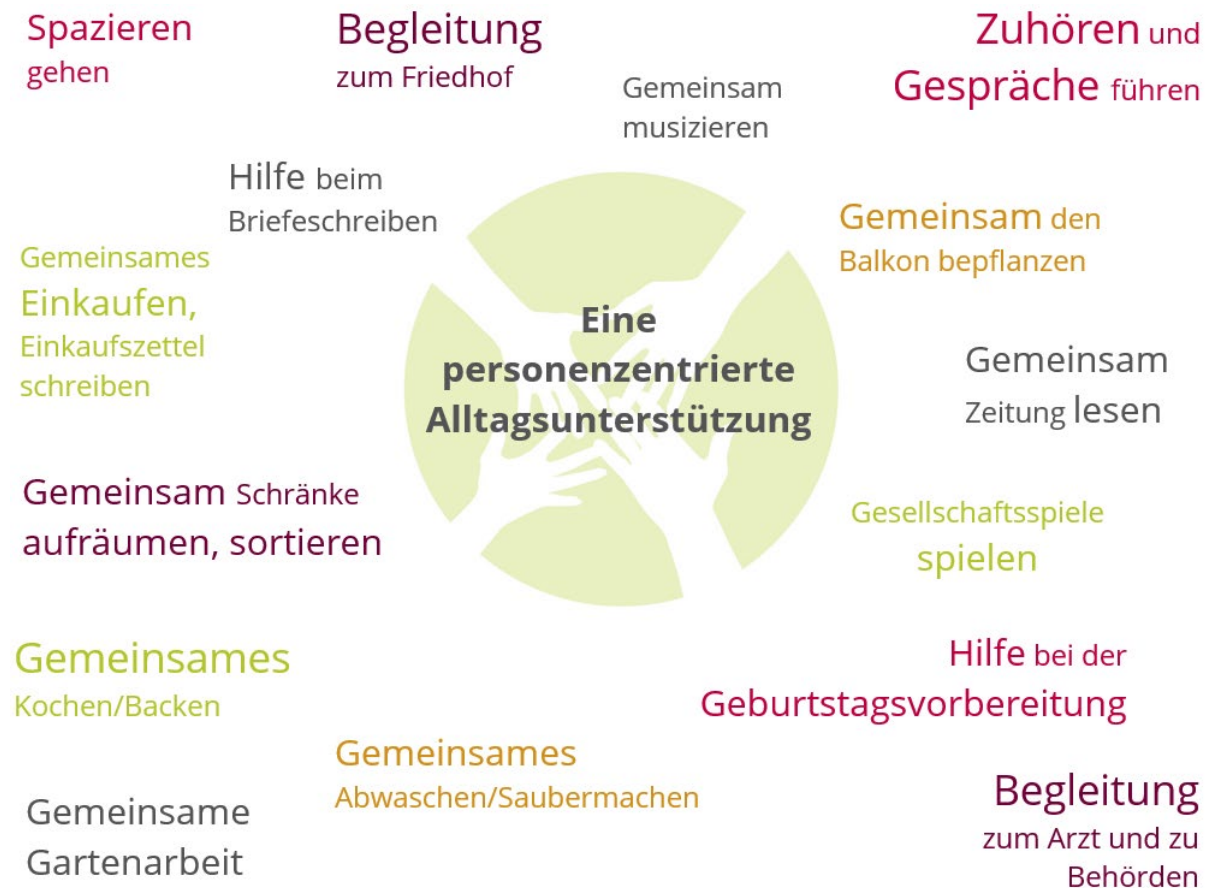 Spazieren
gehen
Begleitung
zum Friedhof
Gemeinsam
musizieren
Zuhören und
Gespräche führen
Hilfe beim
Briefeschreiben
Gemeinsam den
Balkon bepflanzen
Gemeinsames
Einkaufen,
Einkaufszettel
schreiben
Eine
personenzentrierte
Alltagsunterstützung
Gemeinsam
Zeitung lesen
Gemeinsam Schränke
aufräumen, sortieren
Gesellschaftsspiele
spielen
Gemeinsames
Kochen/Backen
Hilfe bei der
Geburtstagsvorbereitung
Gemeinsames
Abwaschen/Saubermachen
Gemeinsame
Gartenarbeit
Begleitung
zum Arzt und zu
Behörden